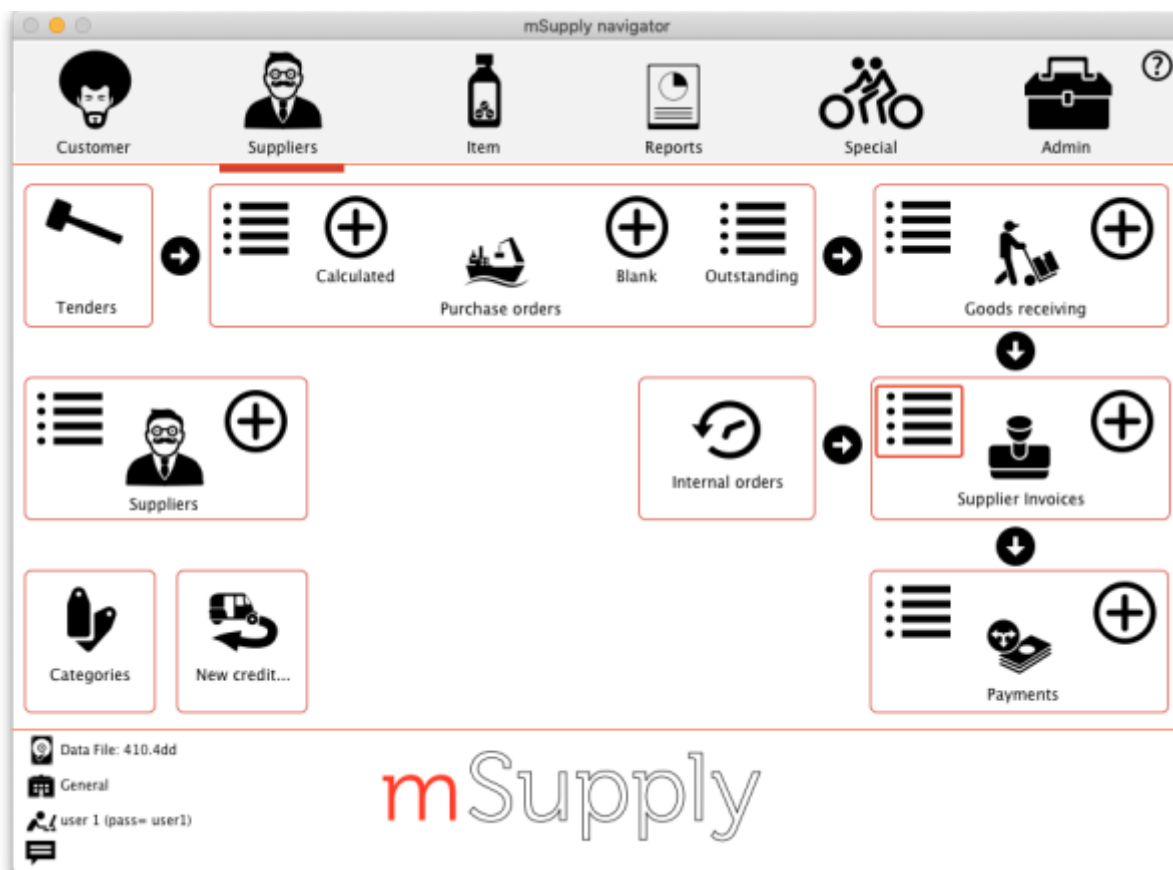 mSupply navigator
Customer
Suppliers
Item
Reports
Special
Admin
?
Tenders
Calculated
Purchase orders
Blank
Outstanding
Goods receiving
Suppliers
Internal orders
Supplier Invoices
Categories
New credit...
Payments
Data File: 410.4dd
General
user 1 (pass= user1)
mSupply